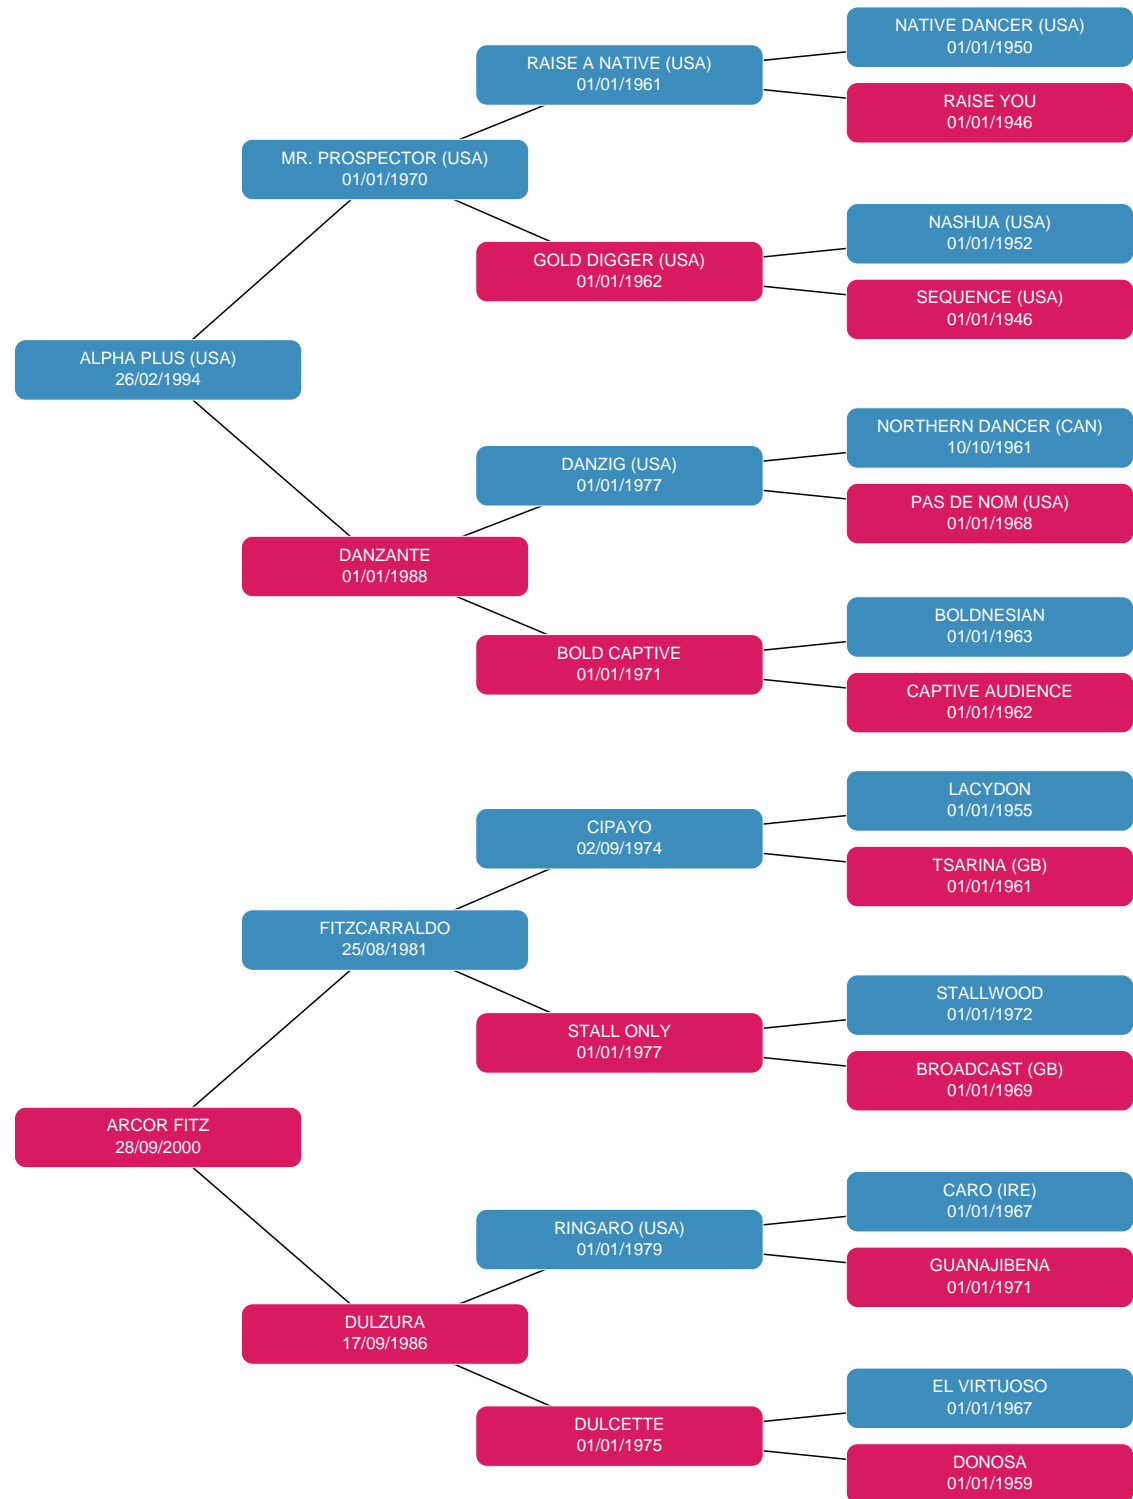 NATIVE DANCER (USA)
01/01/1950
RAISE A NATIVE (USA)
01/01/1961
RAISE YOU
01/01/1946
MR. PROSPECTOR (USA)
01/01/1970
NASHUA (USA)
01/01/1952
GOLD DIGGER (USA)
01/01/1962
SEQUENCE (USA)
01/01/1946
ALPHA PLUS (USA)
26/02/1994
NORTHERN DANCER (CAN)
10/10/1961
DANZIG (USA)
01/01/1977
PAS DE NOM (USA)
01/01/1968
DANZANTE
01/01/1988
BOLDNESIAN
01/01/1963
BOLD CAPTIVE
01/01/1971
CAPTIVE AUDIENCE
01/01/1962
LACYDON
01/01/1955
CIPAYO
02/09/1974
TSARINA (GB)
01/01/1961
FITZCARRALDO
25/08/1981
STALLWOOD
01/01/1972
STALL ONLY
01/01/1977
BROADCAST (GB)
01/01/1969
ARCOR FITZ
28/09/2000
CARO (IRE)
01/01/1967
RINGARO (USA)
01/01/1979
GUANAJIBENA
01/01/1971
DULZURA
17/09/1986
EL VIRTUOSO
01/01/1967
DULCETTE
01/01/1975
DONOSA
01/01/1959